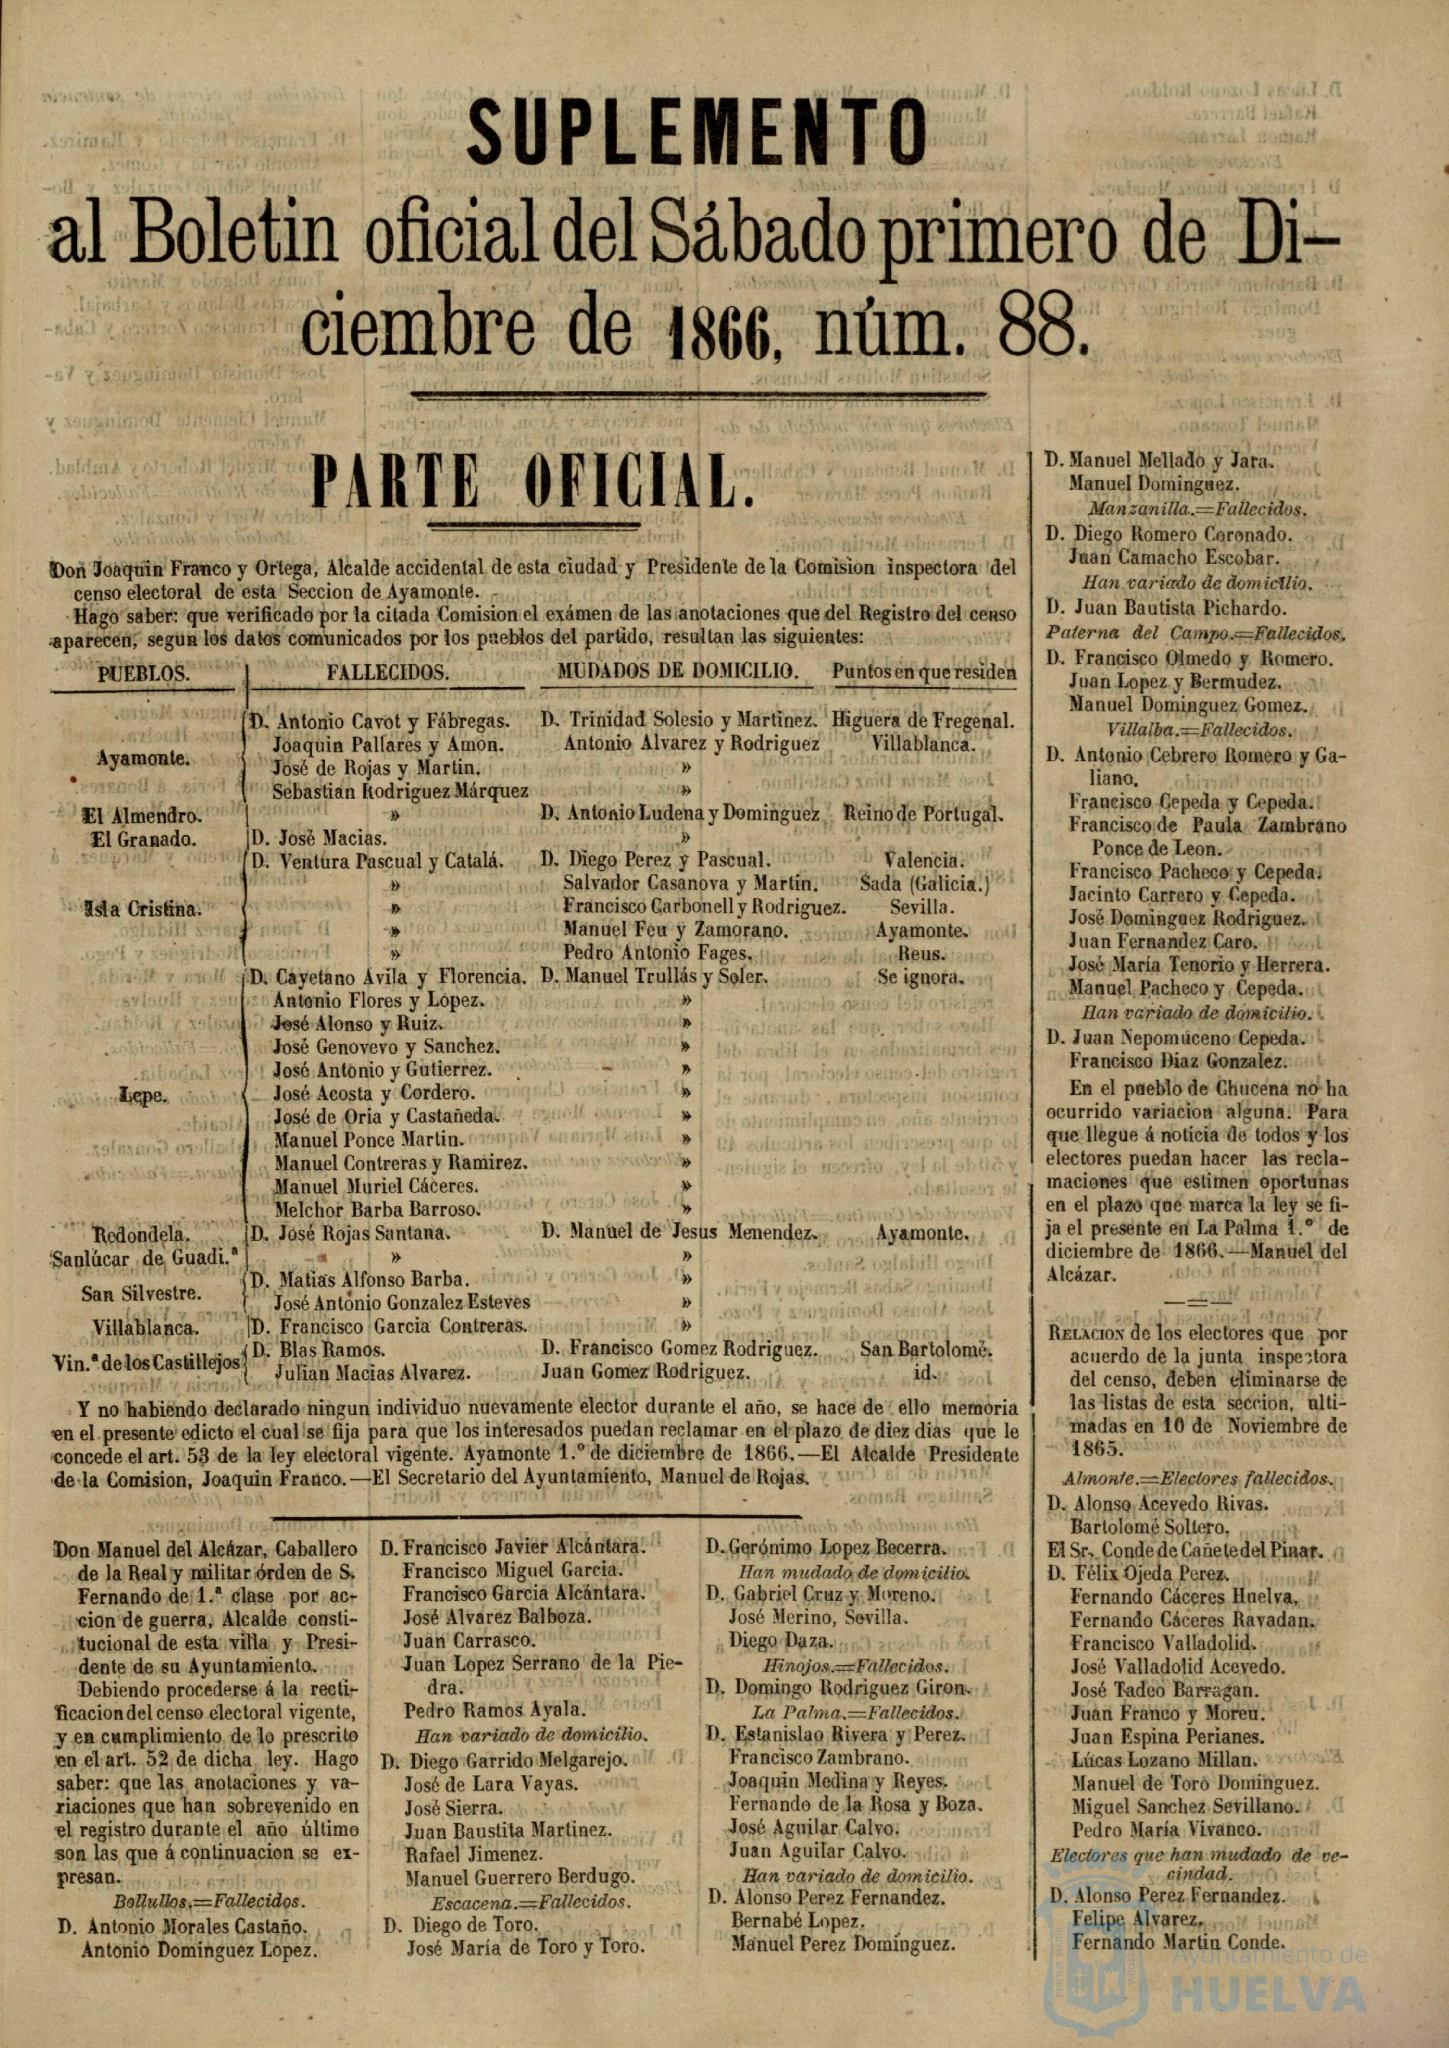 SUPLEMENTO
al Boletin oficial del Sábado primero de Di-
ciembre de 1866, núm. 88.
PARTE OFICIAL.
Don Joaquin Franco y Ortega, Alcalde accidental de esta ciudad y Presidente de la Comision inspectora del
censo electoral de esta Seccion de Ayamonte.
Hago saber: que verificado por la citada Comision el exámen de las anotaciones que del Registro del censo
aparecen, segun los datos comunicados por los pueblos del partido, resultan las siguientes:
PUEBLOS. FALLECIDOS. MUDADOS DE DOMICILIO. Puntos en que residen
Ayamonte.
D. Antonio Cavot y Fábregas. D. Trinidad Solesio y Martinez. Higuera de Fregenal.
Joaquin Pallares y Amon. Antonio Alvarez y Rodriguez Villablanca.
José de Rojas y Martin. »
Sebastian Rodriguez Márquez »
El Almendro. » D. Antonio Ludena y Dominguez Reino de Portugal.
El Granado. D. José Macias. »
Isla Cristina.
D. Ventura Pascual y Catalá. D. Diego Perez y Pascual. Valencia.
» Salvador Casanova y Martin. Sada (Galicia.)
» Francisco Carbonell y Rodriguez. Sevilla.
» Manuel Feu y Zamorano. Ayamonte.
» Pedro Antonio Fages. Reus.
Lepe.
D. Cayetano Avila y Florencia. D. Manuel Trullás y Soler. Se ignora.
Antonio Flores y Lopez. »
José Alonso y Ruiz. »
José Genovevo y Sanchez. »
José Antonio y Gutierrez. »
José Acosta y Cordero. »
José de Oria y Castañeda. »
Manuel Ponce Martin. »
Manuel Contreras y Ramirez. »
Manuel Muriel Cáceres. »
Melchor Barba Barroso. »
Redondela. D. José Rojas Santana. D. Manuel de Jesus Menendez. Ayamonte.
Sanlúcar de Guadi.ª » »
San Silvestre.
D. Matias Alfonso Barba. »
José Antonio Gonzalez Esteves »
Villablanca. D. Francisco Garcia Contreras. »
Vin.ª de los Castillejos
D. Blas Ramos. D. Francisco Gomez Rodriguez. San Bartolomé.
Julian Macias Alvarez. Juan Gomez Rodriguez. id.
Y no habiendo declarado ningun individuo nuevamente elector durante el año, se hace de ello memoria
en el presente edicto el cual se fija para que los interesados puedan reclamar en el plazo de diez dias que le
concede el art. 53 de la ley electoral vigente. Ayamonte 1.º de diciembre de 1866.—El Alcalde Presidente
de la Comision, Joaquin Franco.—El Secretario del Ayuntamiento, Manuel de Rojas.
Don Manuel del Alcázar, Caballero
de la Real y militar órden de S.
Fernando de 1.ª clase por ac-
cion de guerra, Alcalde consti-
tucional de esta villa y Presi-
dente de su Ayuntamiento.
Debiendo procederse á la recti-
ficacion del censo electoral vigente,
y en cumplimiento de lo prescrito
en el art. 52 de dicha ley. Hago
saber: que las anotaciones y va-
riaciones que han sobrevenido en
el registro durante el año último
son las que á continuacion se ex-
presan.
Bollullos.=Fallecidos.
D. Antonio Morales Castaño.
Antonio Dominguez Lopez.
D. Francisco Javier Alcántara.
Francisco Miguel Garcia.
Francisco Garcia Alcántara.
José Alvarez Balboza.
Juan Carrasco.
Juan Lopez Serrano de la Pie-
dra.
Pedro Ramos Ayala.
Han variado de domicilio.
D. Diego Garrido Melgarejo.
José de Lara Vayas.
José Sierra.
Juan Baustita Martinez.
Rafael Jimenez.
Manuel Guerrero Berdugo.
Escacena.=Fallecidos.
D. Diego de Toro.
José María de Toro y Toro.
D. Gerónimo Lopez Becerra.
Han mudado de domicilio.
D. Gabriel Cruz y Moreno.
José Merino, Sevilla.
Diego Daza.
Hinojos.=Fallecidos.
D. Domingo Rodriguez Giron.
La Palma.=Fallecidos.
D. Estanislao Rivera y Perez.
Francisco Zambrano.
Joaquin Medina y Reyes.
Fernando de la Rosa y Boza.
José Aguilar Calvo.
Juan Aguilar Calvo.
Han variado de domicilio.
D. Alonso Perez Fernandez.
Bernabé Lopez.
Manuel Perez Domínguez.
D. Manuel Mellado y Jara.
Manuel Dominguez.
Manzanilla.=Fallecidos.
D. Diego Romero Coronado.
Juan Camacho Escobar.
Han variado de domicilio.
D. Juan Bautista Pichardo.
Paterna del Campo.=Fallecidos.
D. Francisco Olmedo y Romero.
Juan Lopez y Bermudez.
Manuel Dominguez Gomez.
Villalba.=Fallecidos.
D. Antonio Cebrero Romero y Ga-
liano.
Francisco Cepeda y Cepeda.
Francisco de Paula Zambrano
Ponce de Leon.
Francisco Pacheco y Cepeda.
Jacinto Carrero y Cepeda.
José Dominguez Rodriguez.
Juan Fernandez Caro.
José María Tenorio y Herrera.
Manuel Pacheco y Cepeda.
Han variado de domicilio.
D. Juan Nepomuceno Cepeda.
Francisco Diaz Gonzalez.
En el pueblo de Chucena no ha
ocurrido variacion alguna. Para
que llegue á noticia de todos y los
electores puedan hacer las recla-
maciones que estimen oportunas
en el plazo que marca la ley se fi-
ja el presente en La Palma 1.º de
diciembre de 1866.—Manuel del
Alcázar.
RELACION de los electores que por
acuerdo de la junta inspectora
del censo, deben eliminarse de
las listas de esta seccion, ulti-
madas en 10 de Noviembre de
1865.
Almonte.=Electores fallecidos.
D. Alonso Acevedo Rivas.
Bartolomé Soltero.
El Sr. Conde de Cañete del Pinar.
D. Félix Ojeda Perez.
Fernando Cáceres Huelva.
Fernando Cáceres Ravadan.
Francisco Valladolid.
José Valladolid Acevedo.
José Tadeo Barragan.
Juan Franco y Moreu.
Juan Espina Perianes.
Lúcas Lozano Millan.
Manuel de Toro Dominguez.
Miguel Sanchez Sevillano.
Pedro María Vivanco.
Electores que han mudado de ve-
cindad.
D. Alonso Perez Fernandez.
Felipe Alvarez.
Fernando Martin Conde.
Ayuntamiento de
HUELVA